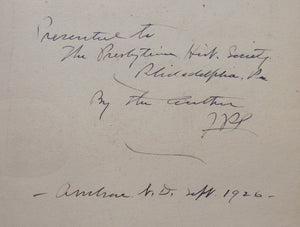 Presented to
The Presbyterian Hist. Society
Philadelphia, Pa
By the Author
- Ambrose N.D. Sept. 1926 -